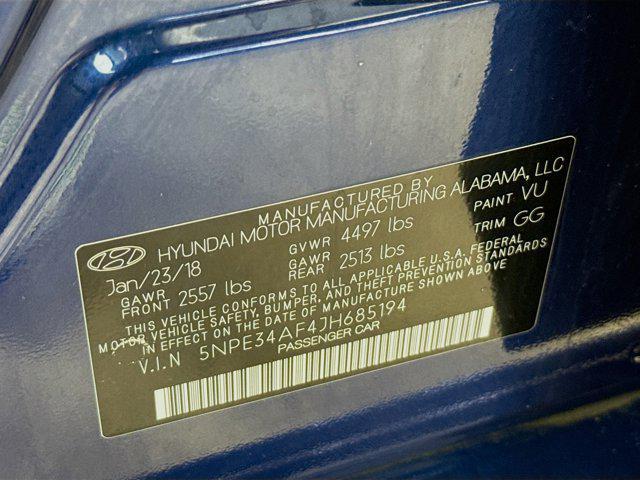 MANUFACTURED BY
HYUNDAI MOTOR MANUFACTURING ALABAMA, LLC
Jan/23/18 GVWR 4497 lbs PAINT VU
GAWR FRONT 2557 lbs GAWR REAR 2513 lbs TRIM GG
THIS VEHICLE CONFORMS TO ALL APPLICABLE U.S.A. FEDERAL
MOTOR VEHICLE SAFETY, BUMPER, AND THEFT PREVENTION STANDARDS
IN EFFECT ON THE DATE OF MANUFACTURE SHOWN ABOVE
V.I.N 5NPE34AF4JH685194
PASSENGER CAR